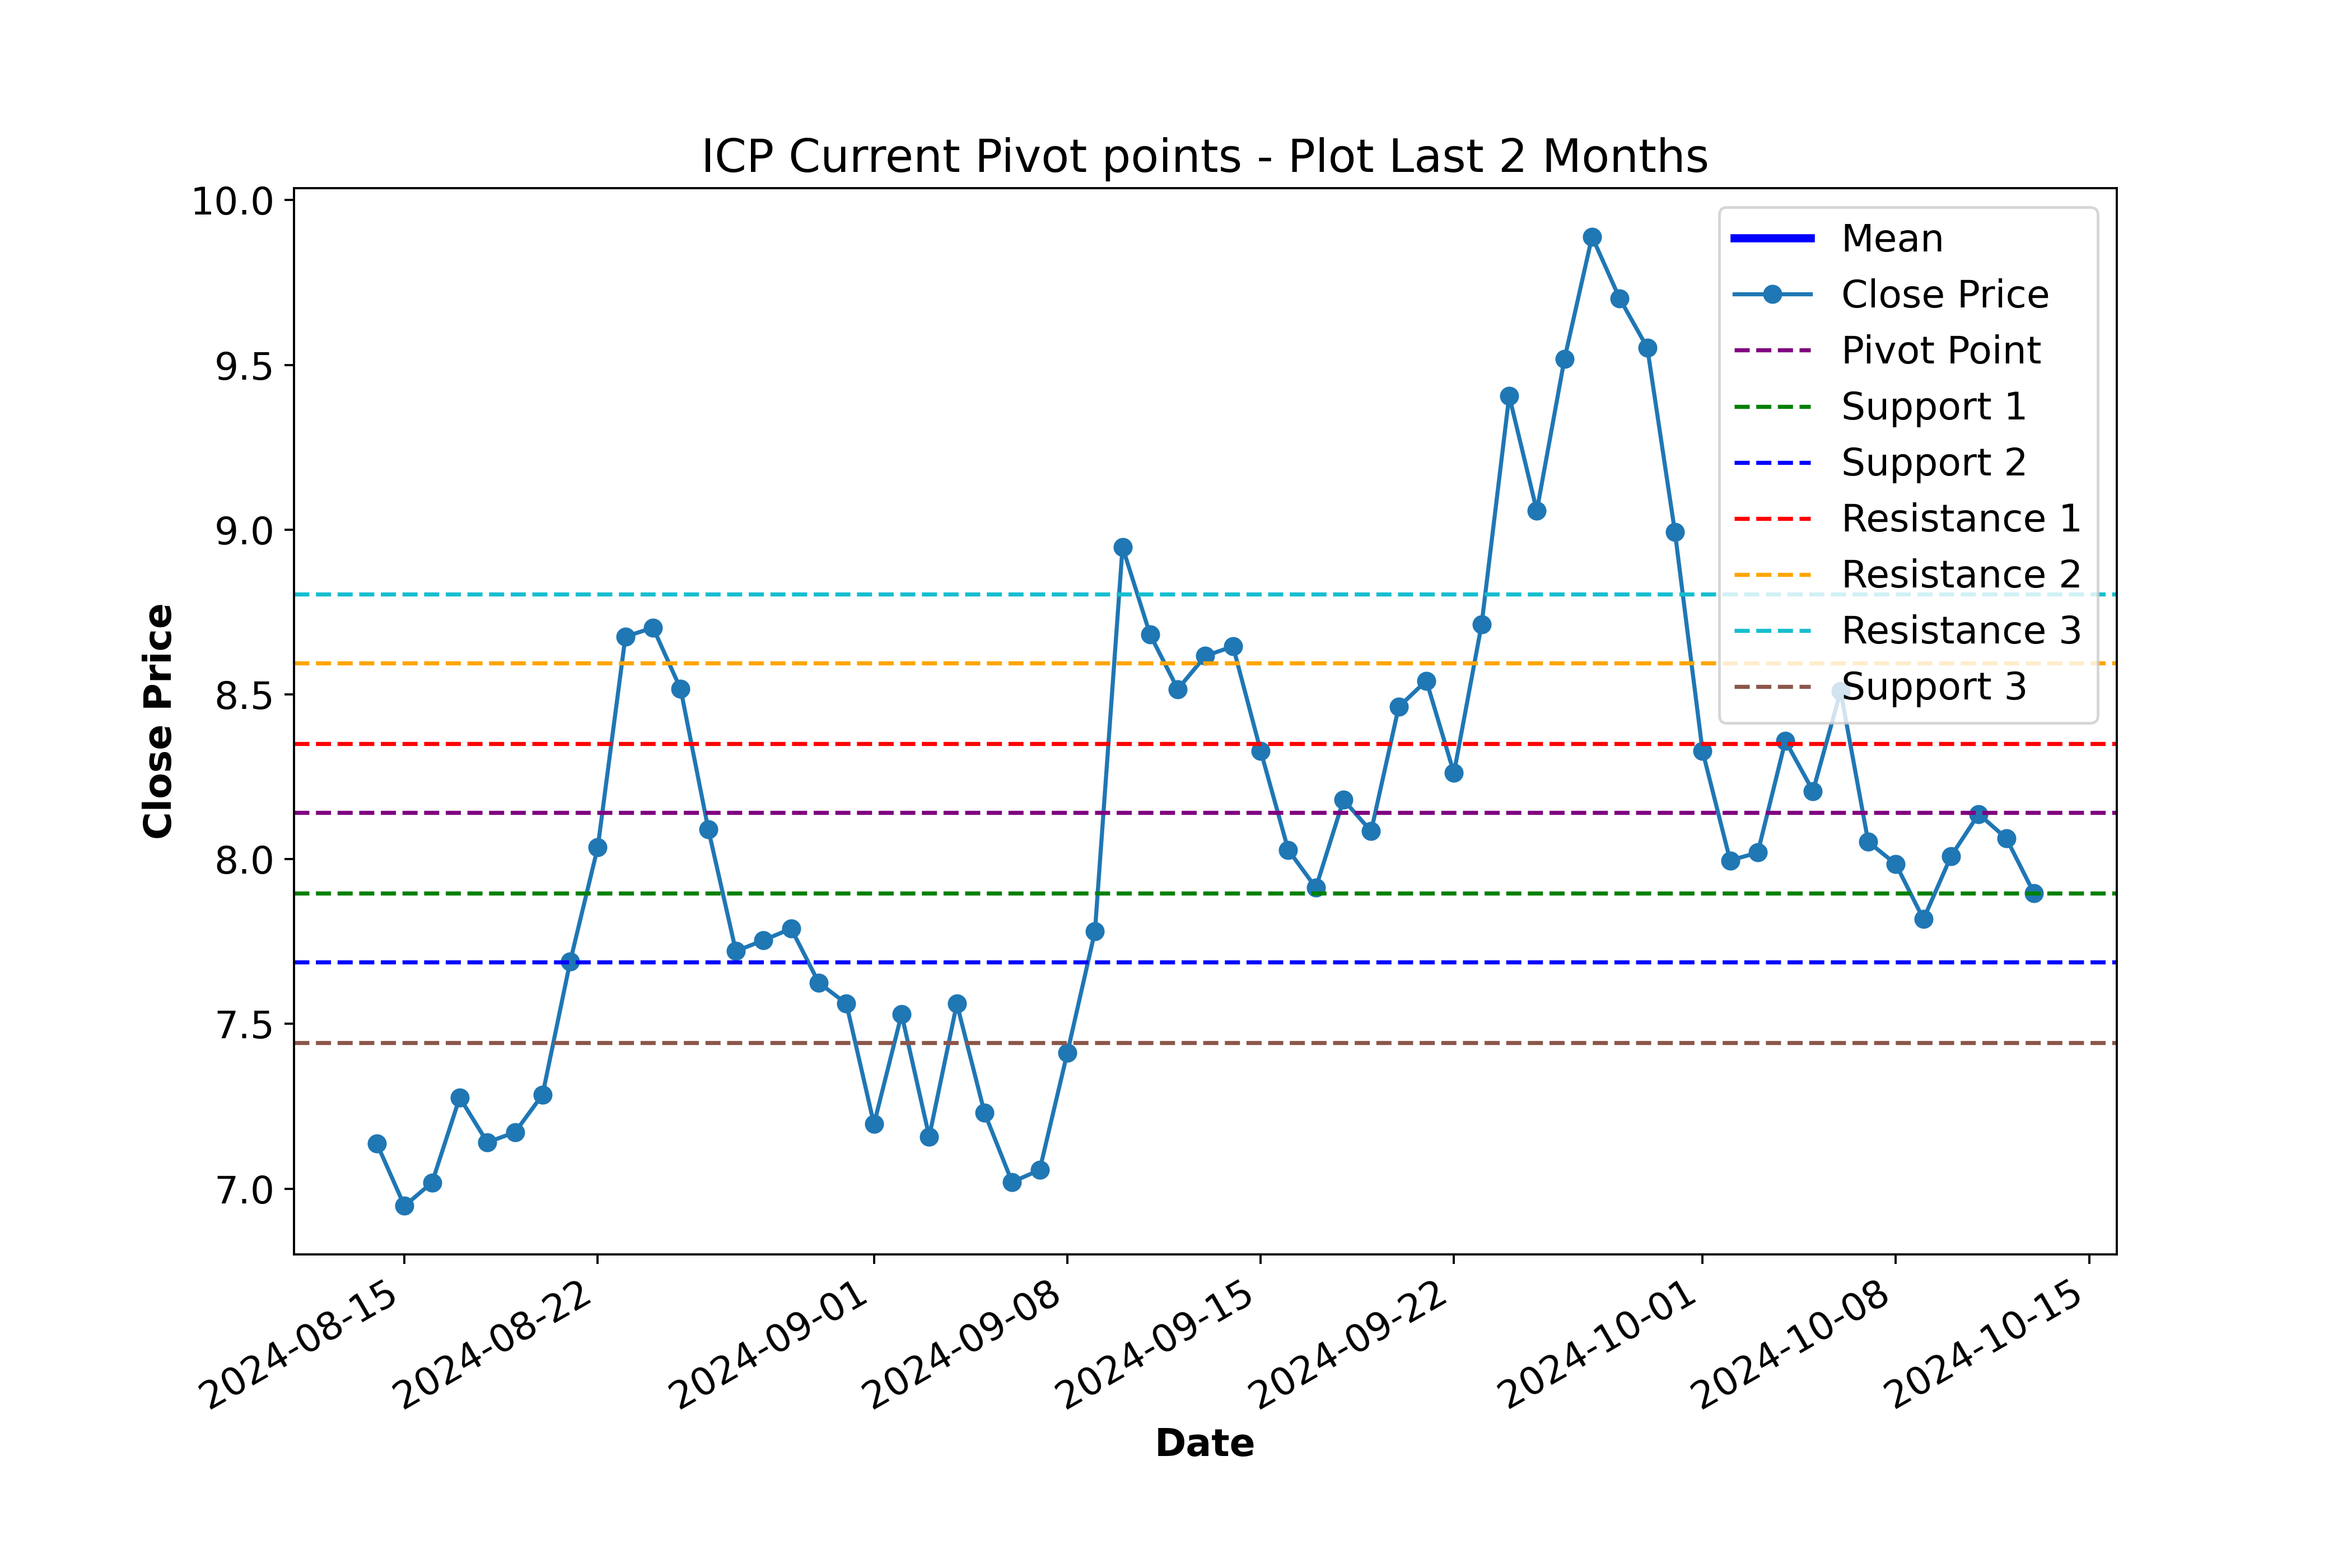 ICP Current Pivot points - Plot Last 2 Months
10.0
9.5
9.0
8.5
8.0
7.5
7.0
Close Price
Mean
Close Price
Pivot Point
Support 1
Support 2
Resistance 1
Resistance 2
Resistance 3
Support 3
2024-08-15
2024-08-22
2024-09-01
2024-09-08
2024-09-15
2024-09-22
2024-10-01
2024-10-08
2024-10-15
Date